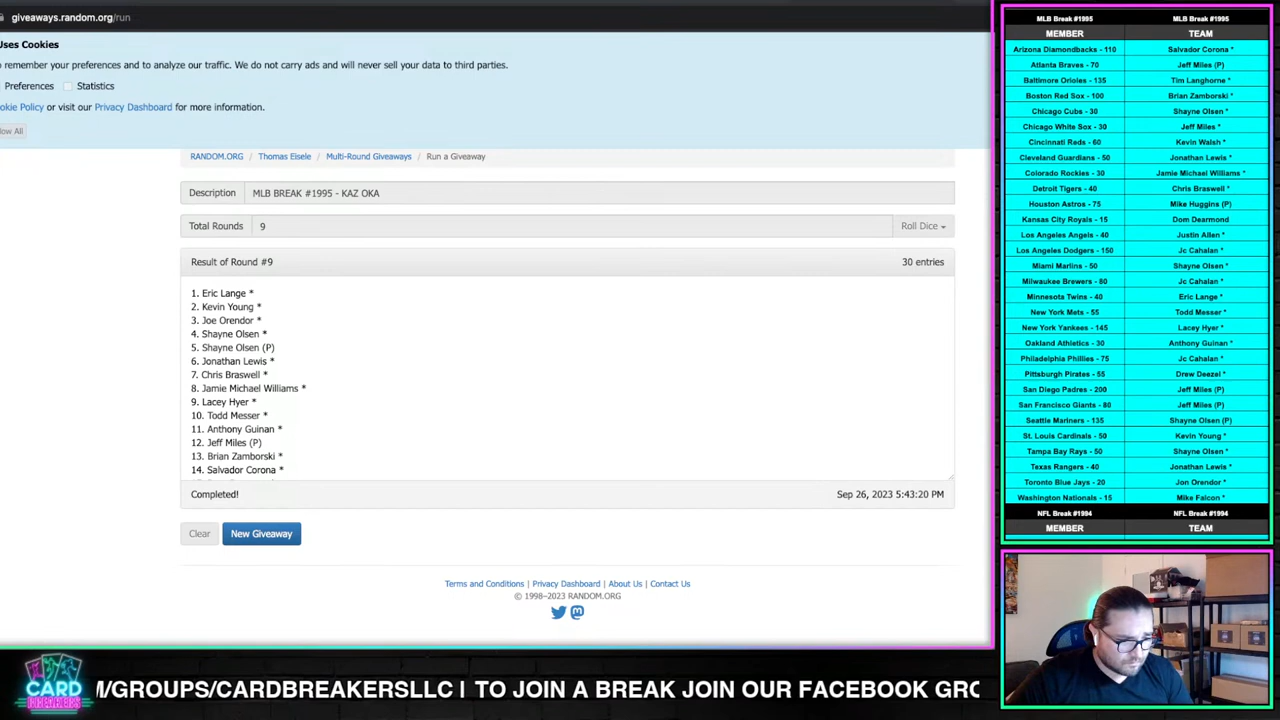 giveaways.random.org/run
Uses Cookies
remember your preferences and to analyze our traffic. We do not carry ads and will never sell your data to third parties.
Preferences Statistics
okie Policy or visit our Privacy Dashboard for more information.
ow All
RANDOM.ORG / Thomas Eisele / Multi-Round Giveaways / Run a Giveaway
Description MLB BREAK #1995 - KAZ OKA
Total Rounds 9 Roll Dice
Result of Round #9 30 entries
1. Eric Lange *
2. Kevin Young *
3. Joe Orendor *
4. Shayne Olsen *
5. Shayne Olsen (P)
6. Jonathan Lewis *
7. Chris Braswell *
8. Jamie Michael Williams *
9. Lacey Hyer *
10. Todd Messer *
11. Anthony Guinan *
12. Jeff Miles (P)
13. Brian Zamborski *
14. Salvador Corona *
Completed! Sep 26, 2023 5:43:20 PM
Clear New Giveaway
Terms and Conditions | Privacy Dashboard | About Us | Contact Us
© 1998–2023 RANDOM.ORG
MLB Break #1995 MLB Break #1995
MEMBER TEAM
Arizona Diamondbacks - 110 Salvador Corona *
Atlanta Braves - 70 Jeff Miles (P)
Baltimore Orioles - 135 Tim Langhorne *
Boston Red Sox - 100 Brian Zamborski *
Chicago Cubs - 30 Shayne Olsen *
Chicago White Sox - 30 Jeff Miles *
Cincinnati Reds - 60 Kevin Walsh *
Cleveland Guardians - 50 Jonathan Lewis *
Colorado Rockies - 30 Jamie Michael Williams *
Detroit Tigers - 40 Chris Braswell *
Houston Astros - 75 Mike Huggins (P)
Kansas City Royals - 15 Dom Dearmond
Los Angeles Angels - 40 Justin Allen *
Los Angeles Dodgers - 150 Jc Cahalan *
Miami Marlins - 50 Shayne Olsen *
Milwaukee Brewers - 80 Jc Cahalan *
Minnesota Twins - 40 Eric Lange *
New York Mets - 55 Todd Messer *
New York Yankees - 145 Lacey Hyer *
Oakland Athletics - 30 Anthony Guinan *
Philadelphia Phillies - 75 Jc Cahalan *
Pittsburgh Pirates - 55 Drew Deezel *
San Diego Padres - 200 Jeff Miles (P)
San Francisco Giants - 80 Jeff Miles (P)
Seattle Mariners - 135 Shayne Olsen (P)
St. Louis Cardinals - 50 Kevin Young *
Tampa Bay Rays - 50 Shayne Olsen *
Texas Rangers - 40 Jonathan Lewis *
Toronto Blue Jays - 20 Jon Orendor *
Washington Nationals - 15 Mike Falcon *
NFL Break #1994 NFL Break #1994
MEMBER TEAM
CARD
BREAKERS
M/GROUPS/CARDBREAKERSLLC | TO JOIN A BREAK JOIN OUR FACEBOOK GRO